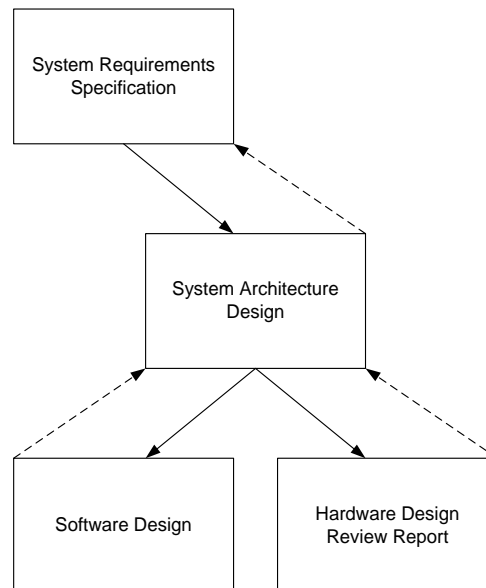 System Requirements
Specification
System Architecture
Design
Software Design
Hardware Design
Review Report